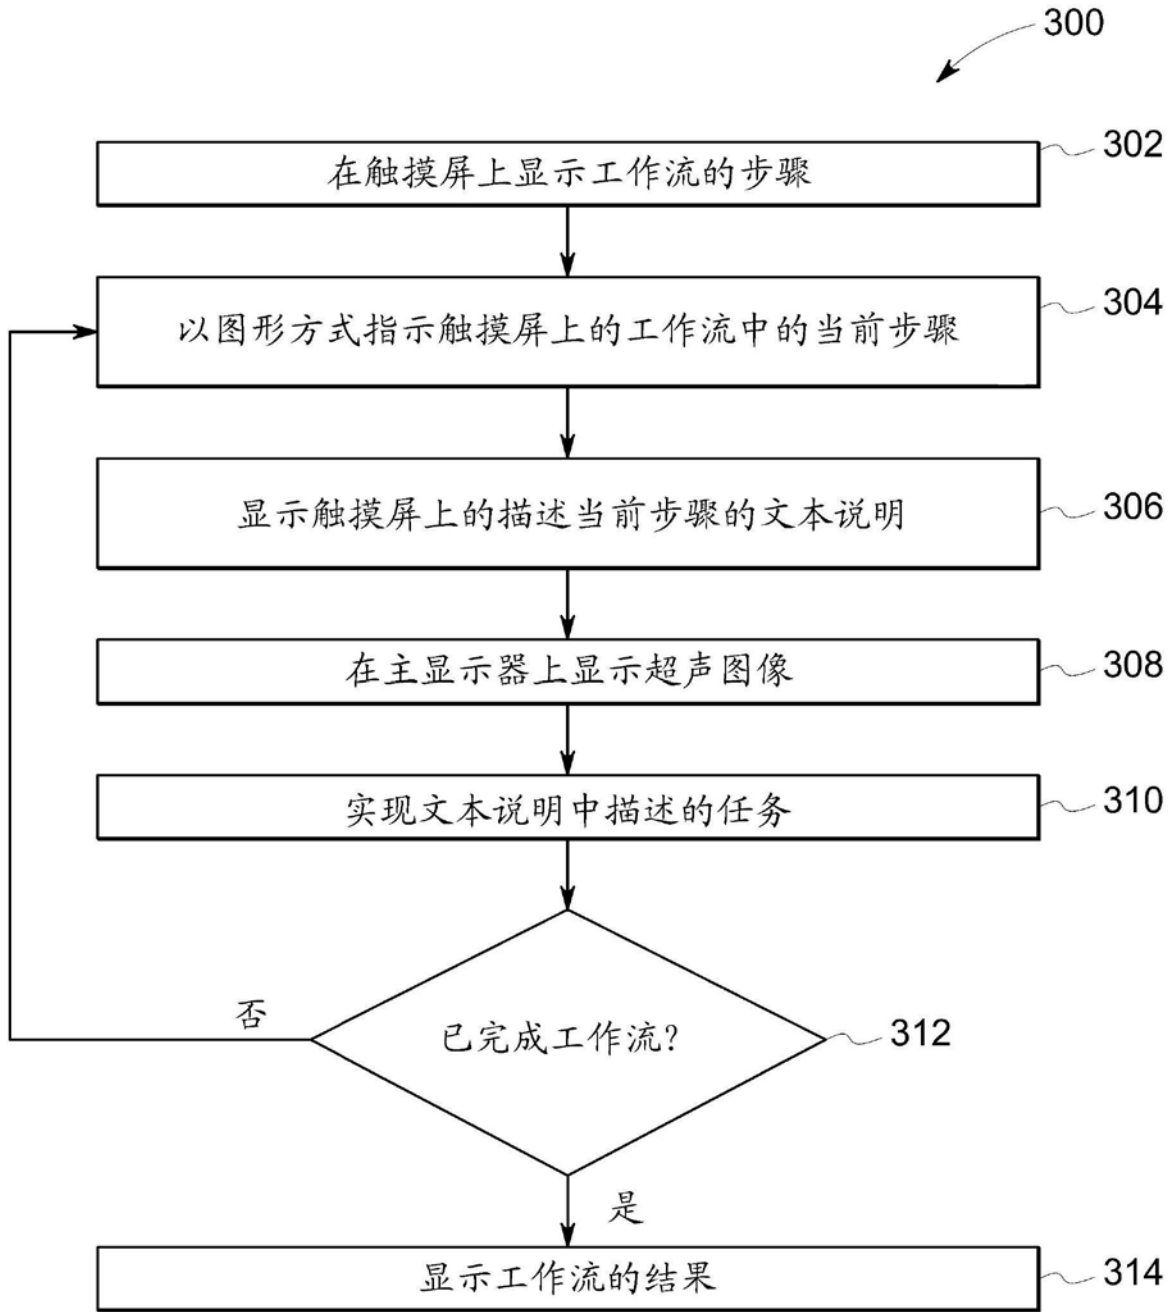 300
在触摸屏上显示工作流的步骤
302
以图形方式指示触摸屏上的工作流中的当前步骤
304
显示触摸屏上的描述当前步骤的文本说明
306
在主显示器上显示超声图像
308
实现文本说明中描述的任务
310
否
已完成工作流?
312
是
显示工作流的结果
314